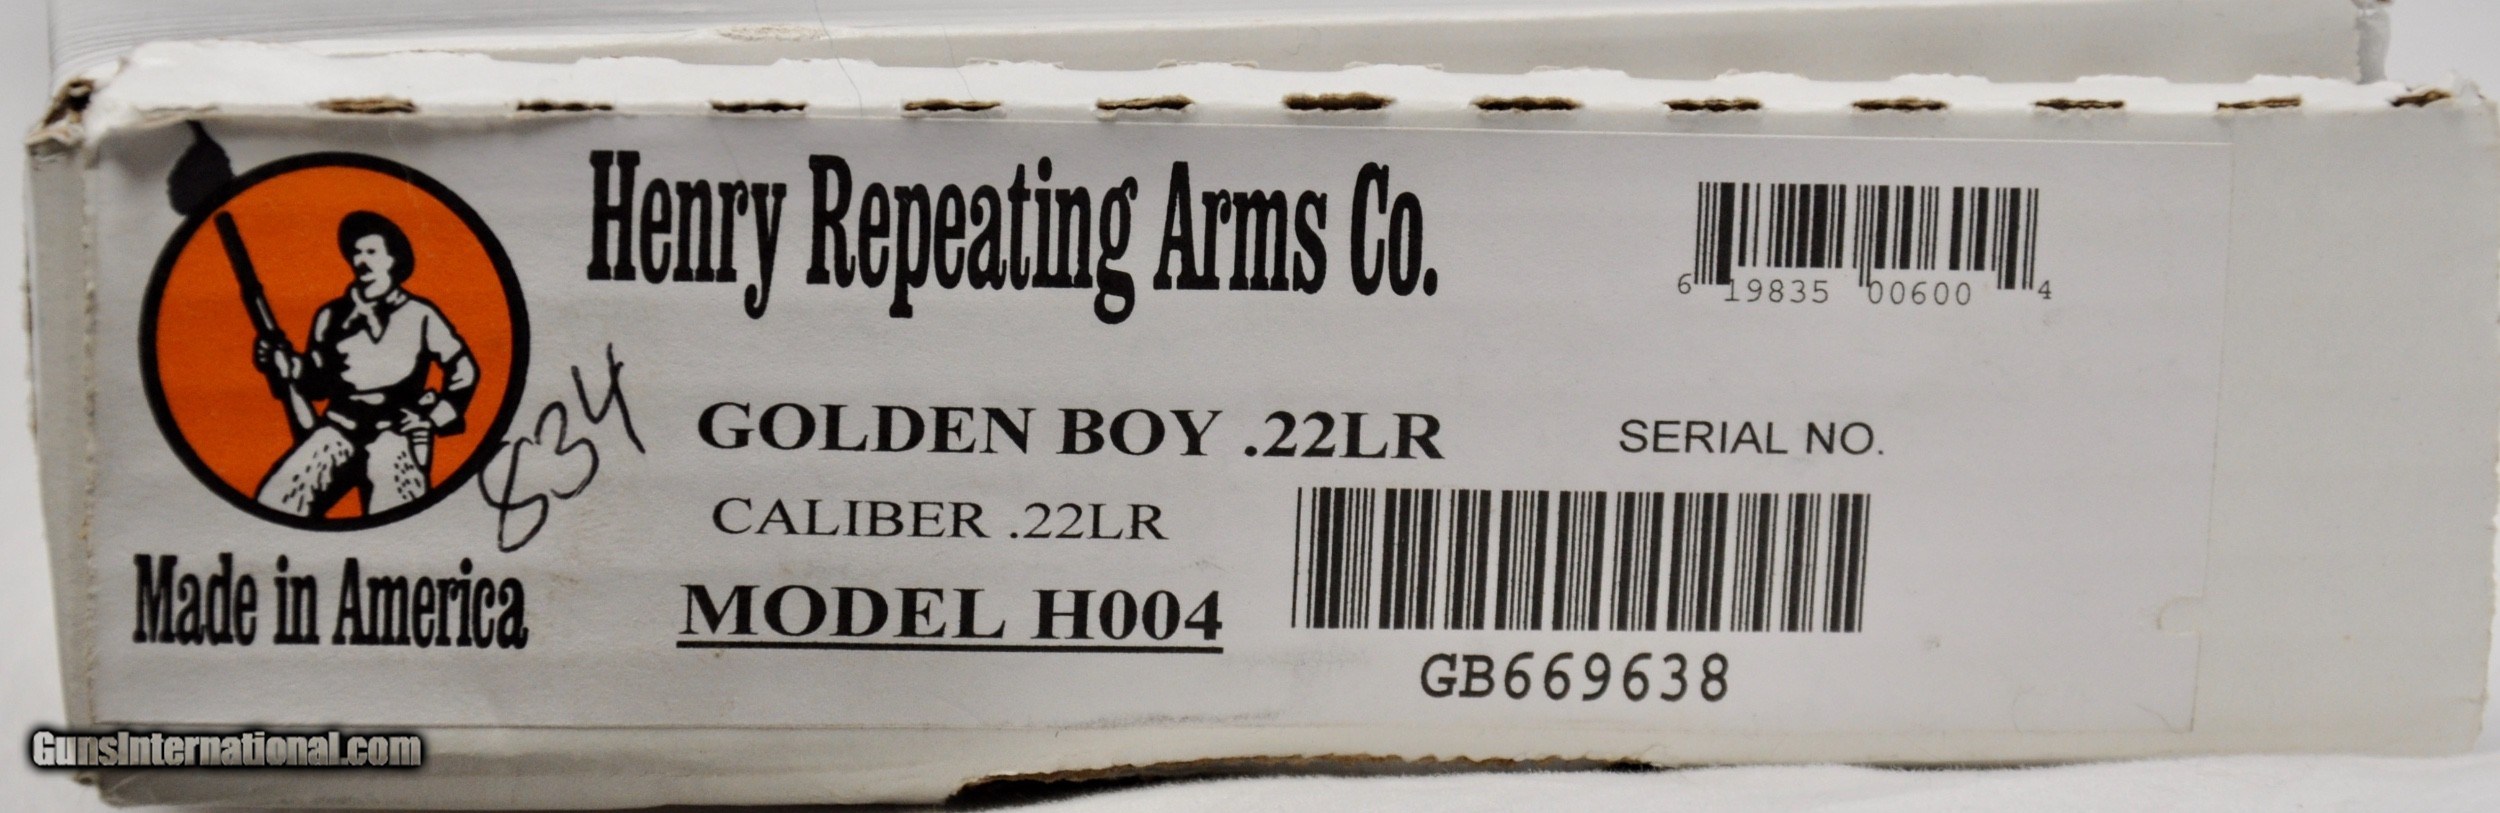 Henry Repeating Arms Co.
6 19835 00600 4
834
GOLDEN BOY .22LR
SERIAL NO.
CALIBER .22LR
Made in America
MODEL H004
GB669638
GunsInternational.com